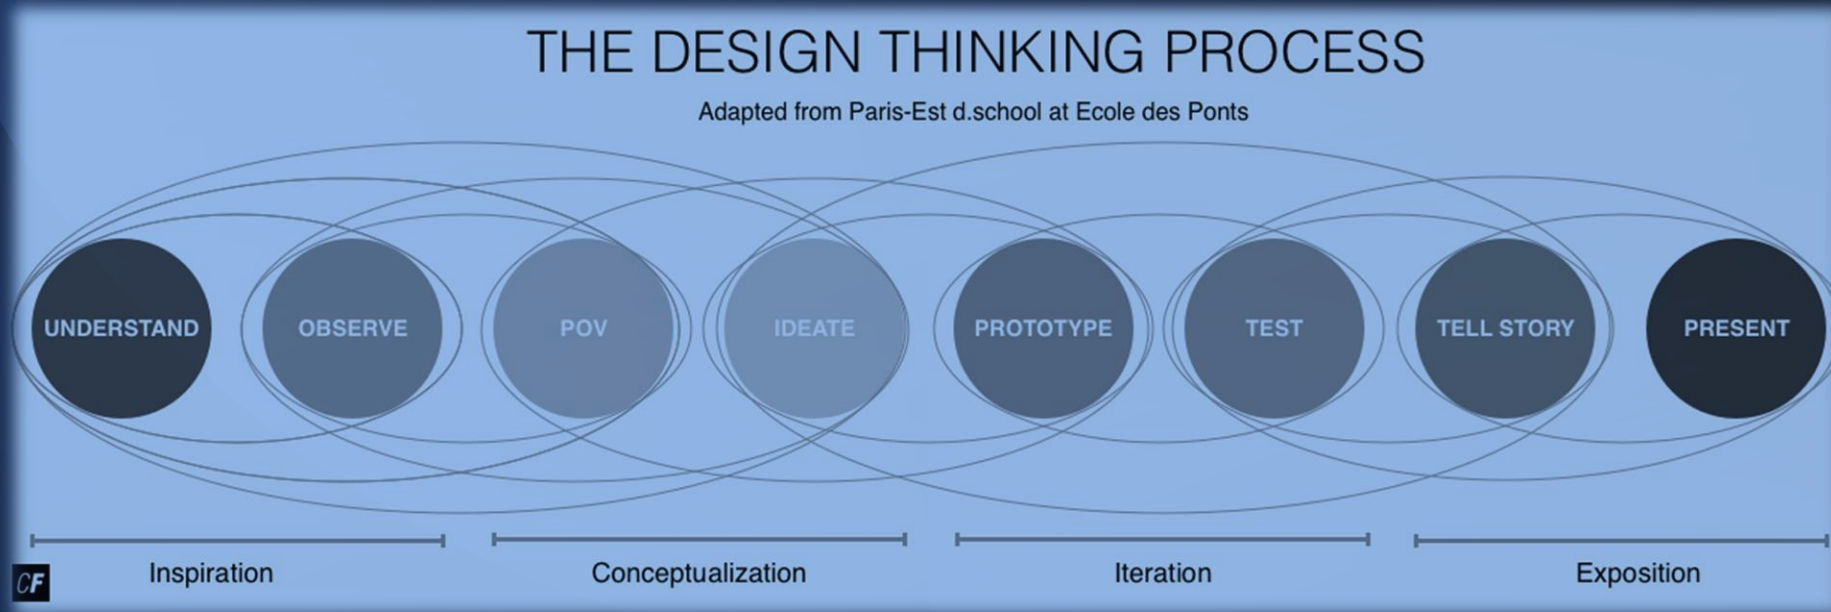 THE DESIGN THINKING PROCESS
Adapted from Paris-Est d.school at Ecole des Ponts
UNDERSTAND
OBSERVE
POV
IDEATE
PROTOTYPE
TEST
TELL STORY
PRESENT
Inspiration
Conceptualization
Iteration
Exposition
CF